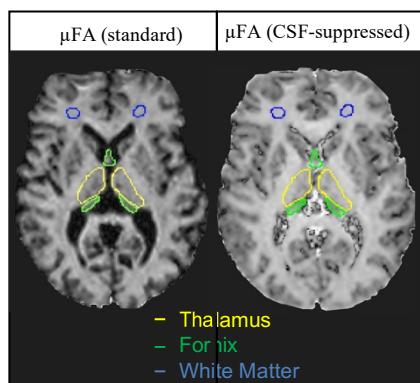 µFA (standard) µFA (CSF-suppressed)
– Thalamus
– Fornix
– White Matter